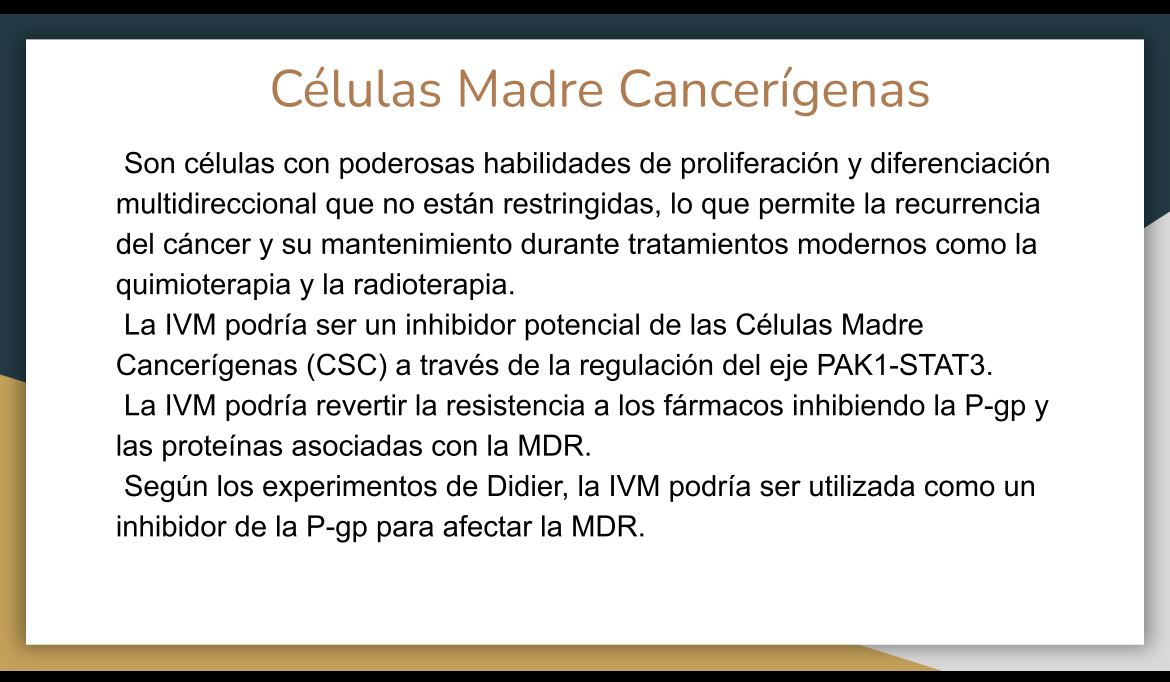 Células Madre Cancerígenas
Son células con poderosas habilidades de proliferación y diferenciación
multidireccional que no están restringidas, lo que permite la recurrencia
del cáncer y su mantenimiento durante tratamientos modernos como la
quimioterapia y la radioterapia.
La IVM podría ser un inhibidor potencial de las Células Madre
Cancerígenas (CSC) a través de la regulación del eje PAK1-STAT3.
La IVM podría revertir la resistencia a los fármacos inhibiendo la P-gp y
las proteínas asociadas con la MDR.
Según los experimentos de Didier, la IVM podría ser utilizada como un
inhibidor de la P-gp para afectar la MDR.